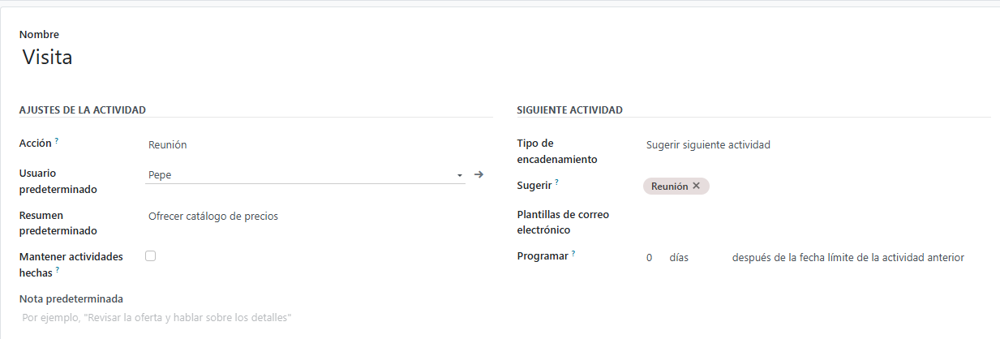 Nombre
Visita
AJUSTES DE LA ACTIVIDAD
Acción ?
Reunión
Usuario
predeterminado
Pepe
Resumen
predeterminado
Ofrecer catálogo de precios
Mantener actividades
hechas ?
Nota predeterminada
Por ejemplo, "Revisar la oferta y hablar sobre los detalles"
SIGUIENTE ACTIVIDAD
Tipo de
encadenamiento
Sugerir siguiente actividad
Sugerir ?
Reunión ✕
Plantillas de correo
electrónico
Programar ?
0 días después de la fecha límite de la actividad anterior